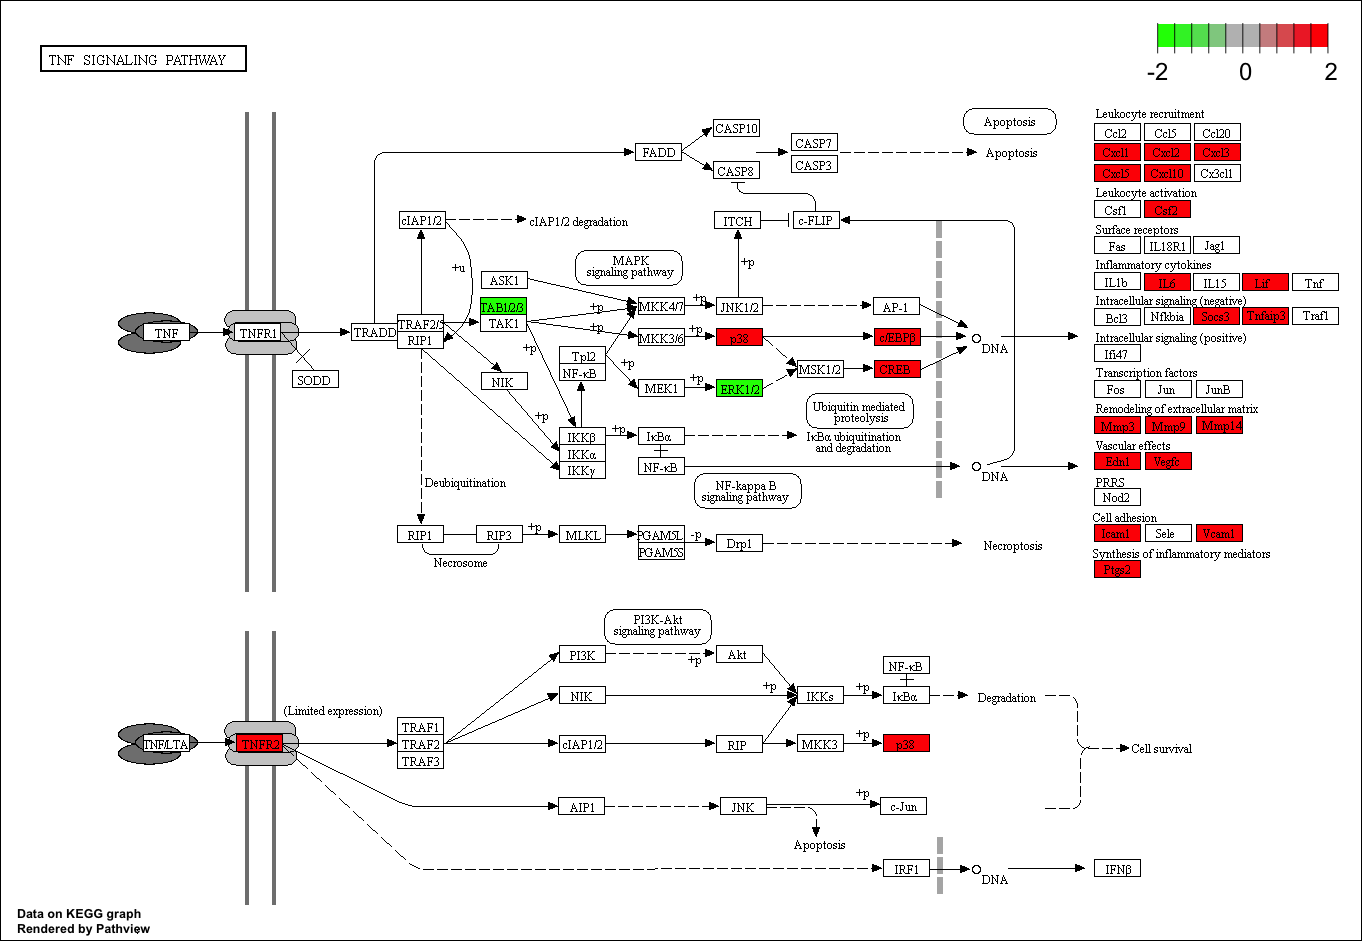 TNF SIGNALING PATHWAY
-2 0 2
Leukocyte recruitment
Ccl2 Ccl5 Ccl20
Cxcl1 Cxcl2 Cxcl3
Cxcl5 Cxcl10 Cx3cl1
Leukocyte activation
Csf1 Csf2
Surface receptors
Fas IL18R1 Jag1
Inflammatory cytokines
IL1b IL6 IL15 Lif Tnf
Intracellular signaling (negative)
Bcl3 Nfkbia Socs3 Tnfaip3 Traf1
Intracellular signaling (positive)
Ifi47
Transcription factors
Fos Jun JunB
Remodeling of extracellular matrix
Mmp3 Mmp9 Mmp14
Vascular effects
Edn1 Vegfc
PRRS
Nod2
Cell adhesion
Icam1 Sele Vcam1
Synthesis of inflammatory mediators
Ptgs2
CASP10
Apoptosis
FADD
CASP7
CASP3
Apoptosis
CASP8
cIAP1/2
cIAP1/2 degradation
ITCH
c-FLIP
+u
MAPK
signaling pathway
+p
ASK1
TAB1/2/3
TAK1
+p
+p
+p
MKK4/7
+p
JNK1/2
AP-1
TNF
TNFR1
TRADD
TRAF2/5
RIP1
MKK3/6
+p
p38
c/EBPβ
DNA
SODD
NIK
Tpl2
NF-κB
+p
MEK1
+p
ERK1/2
MSK1/2
+p
CREB
+p
Ubiquitin mediated
proteolysis
IKKβ
IKKα
IKKγ
+p
IκBα
NF-κB
IκBα ubiquitination
and degradation
DNA
NF-kappa B
signaling pathway
Deubiquitination
RIP1
RIP3
+p
MLKL
PGAM5L
PGAM5S
-p
Drp1
Necroptosis
Necrosome
PI3K-Akt
signaling pathway
PI3K
+p
Akt
NF-κB
NIK
+p
IKKs
+p
IκBα
Degradation
(Limited expression)
TNF/LTA
TNFR2
TRAF1
TRAF2
TRAF3
cIAP1/2
RIP
MKK3
+p
p38
Cell survival
AIP1
JNK
+p
c-Jun
Apoptosis
IRF1
DNA
IFNβ
Data on KEGG graph
Rendered by Pathview